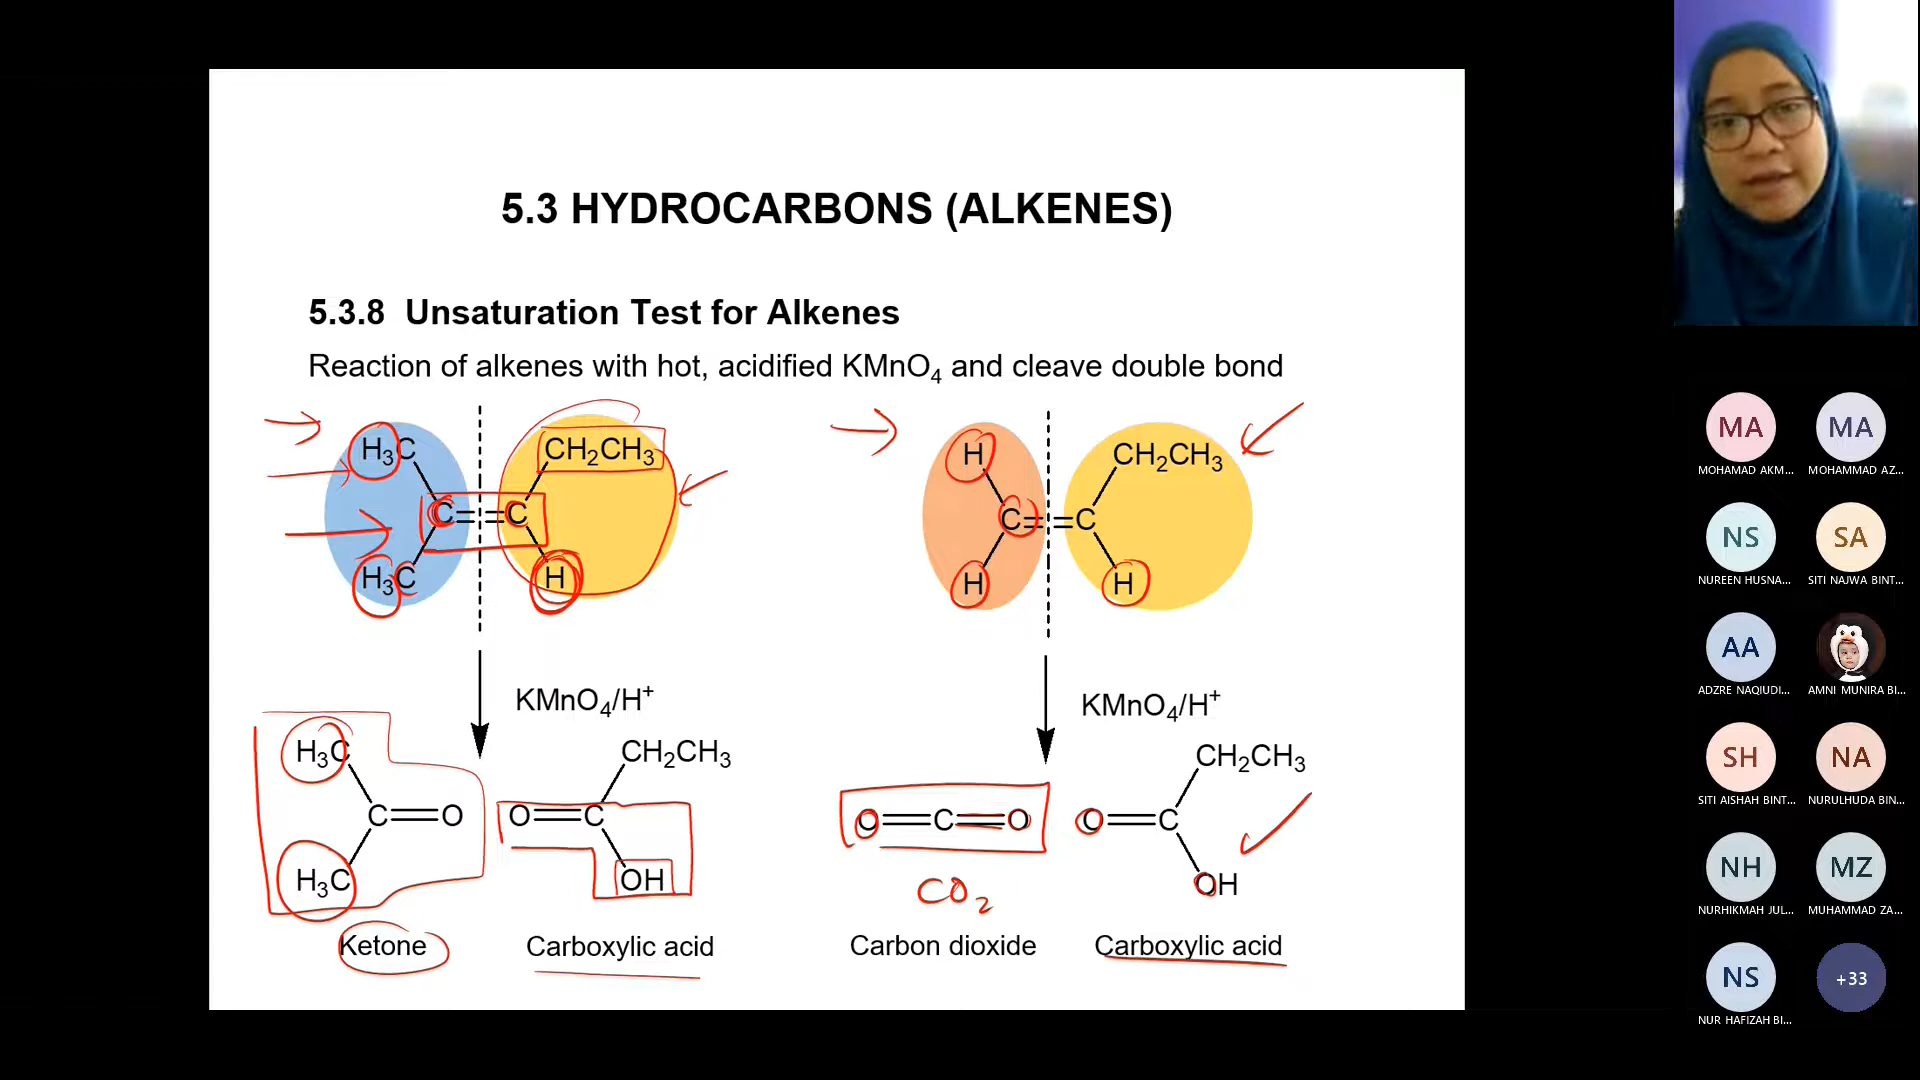 5.3 HYDROCARBONS (ALKENES)
5.3.8 Unsaturation Test for Alkenes
Reaction of alkenes with hot, acidified KMnO₄ and cleave double bond
H₃C CH₂CH₃
C==C
H₃C H
H CH₂CH₃
C==C
H H
KMnO₄/H⁺
KMnO₄/H⁺
H₃C
C=O
H₃C
CH₂CH₃
O=C
OH
O=C=O
CO₂
CH₂CH₃
O=C
OH
Ketone
Carboxylic acid
Carbon dioxide
Carboxylic acid
MA
MOHAMAD AKM...
MA
MOHAMMAD AZ...
NS
NUREEN HUSNA...
SA
SITI NAJWA BINT...
AA
ADZRE NAQIUDI...
AMNI MUNIRA BI...
SH
SITI AISHAH BINT...
NA
NURULHUDA BIN...
NH
NURHIKMAH JUL...
MZ
MUHAMMAD ZA...
NS
NUR HAFIZAH BI...
+33